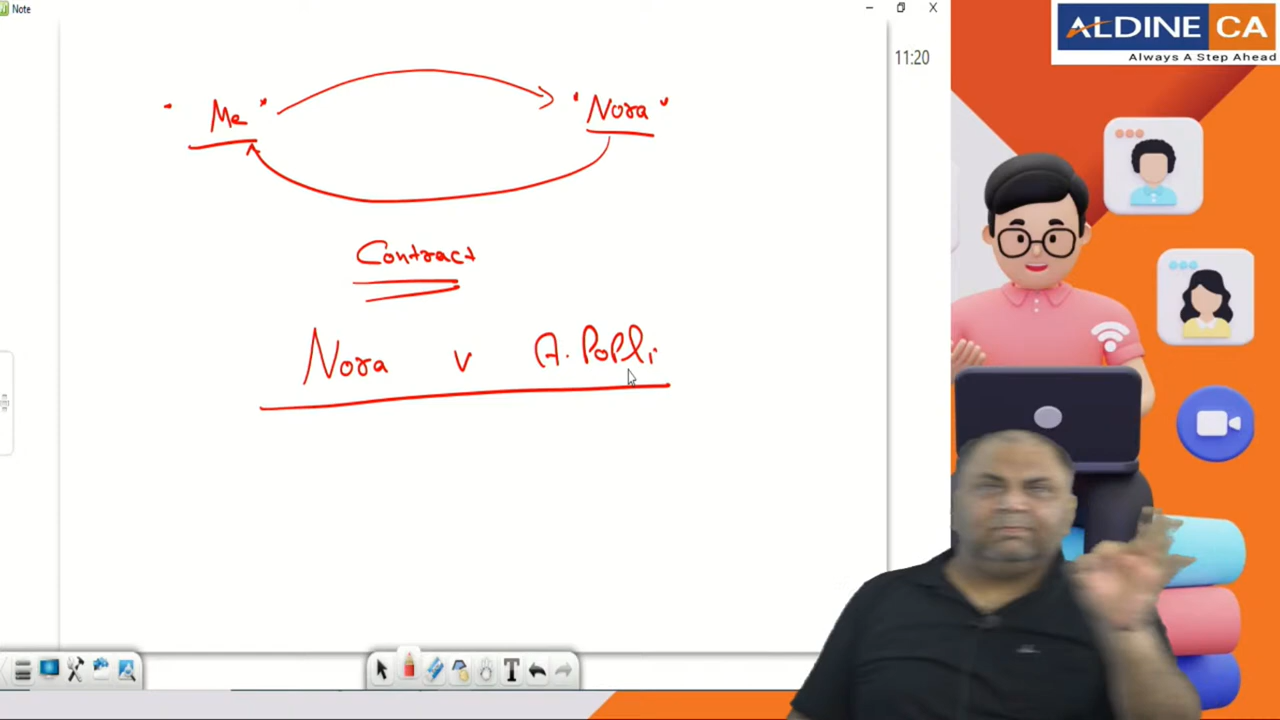 Note
ALDINE CA
Always A Step Ahead
11:20
"Me" "Nora"
Contract
Nora v A. Popli
T